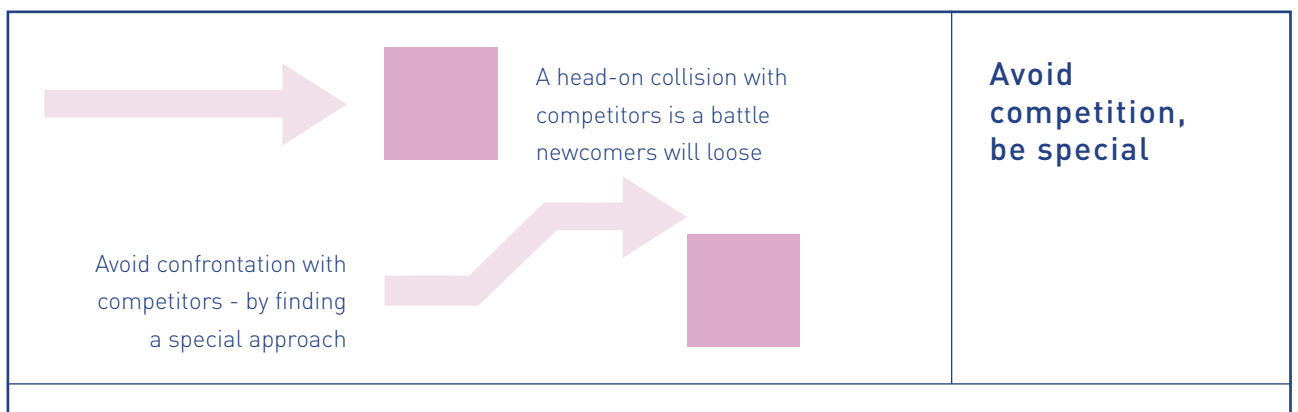 A head-on collision with
competitors is a battle
newcomers will loose
Avoid confrontation with
competitors - by finding
a special approach
Avoid
competition,
be special